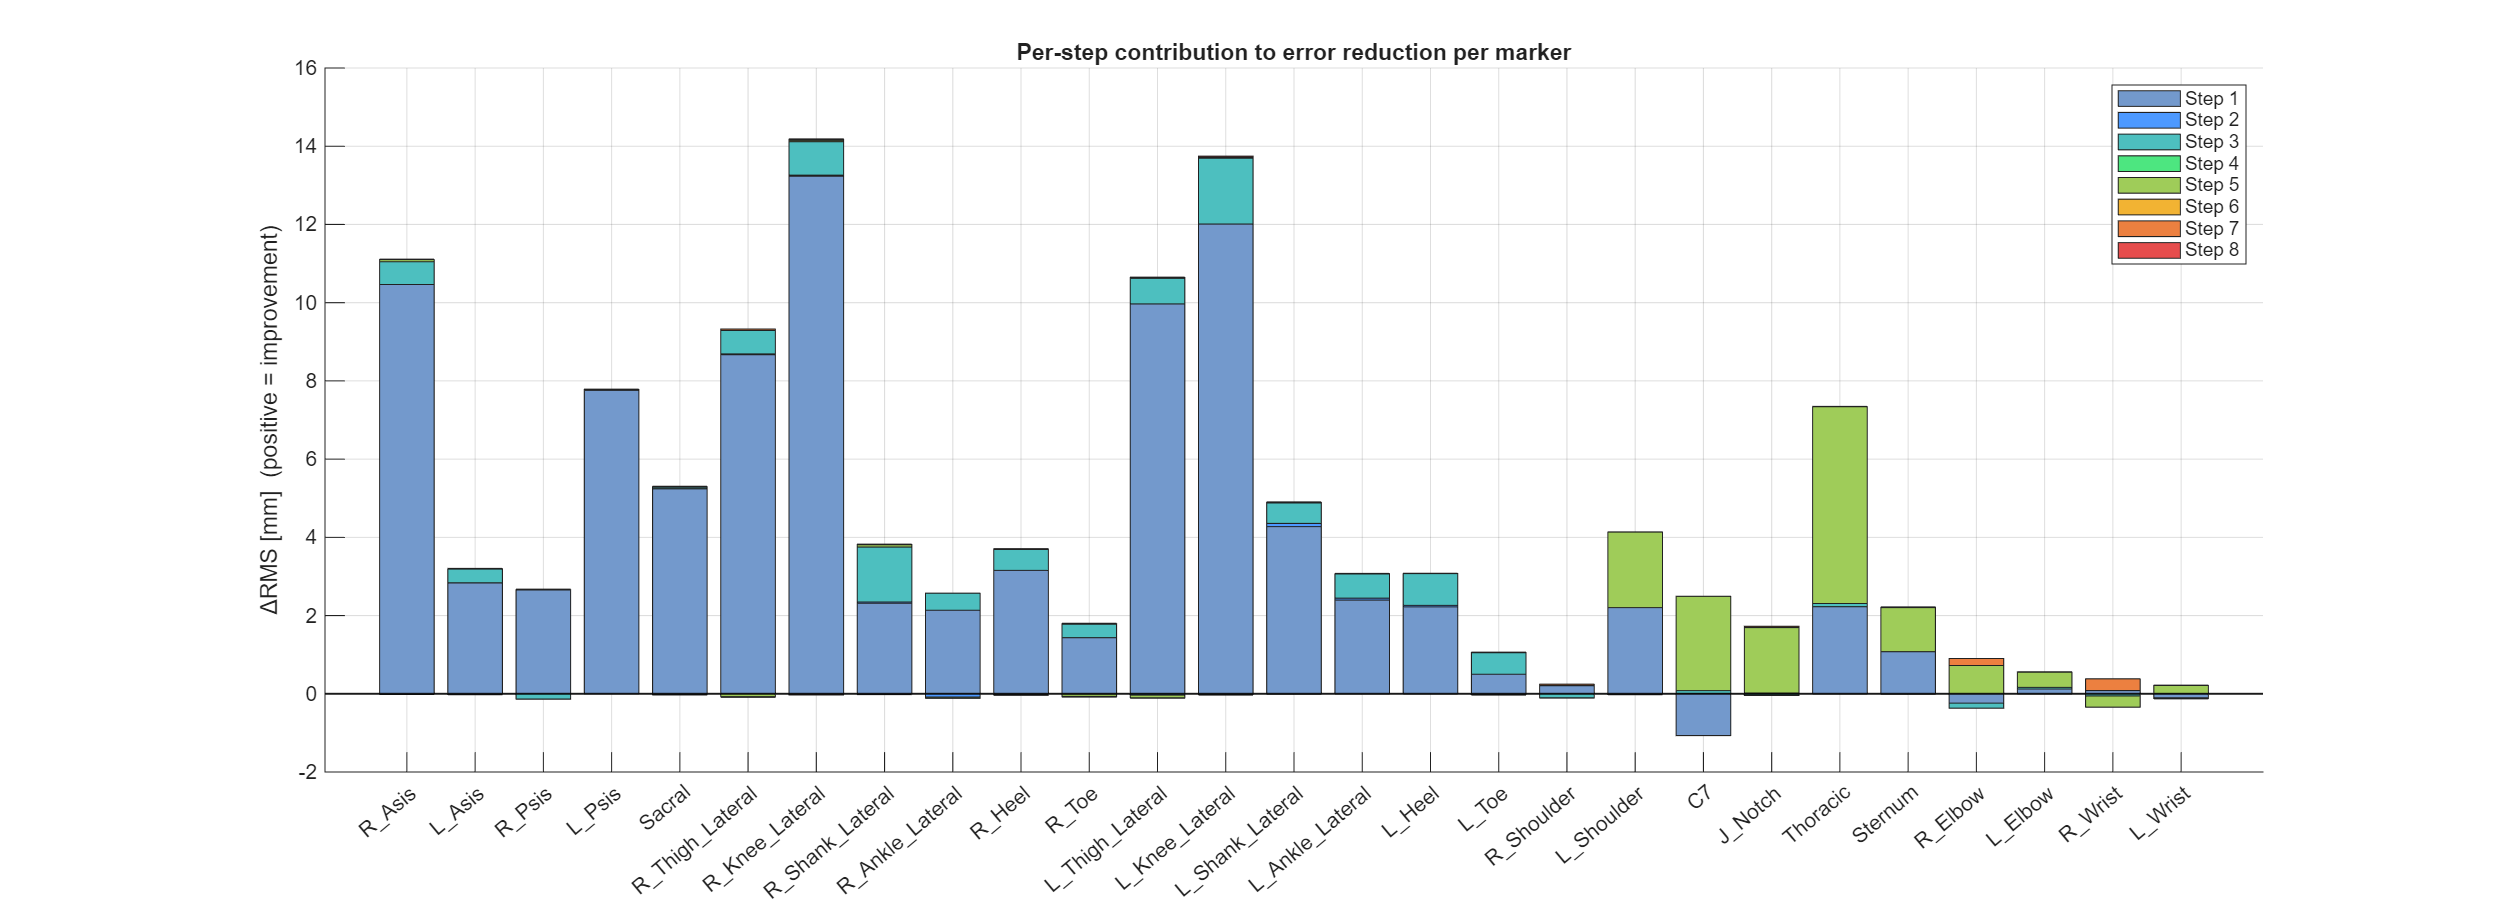 Per-step contribution to error reduction per marker
ΔRMS [mm]  (positive = improvement)
16
14
12
10
8
6
4
2
0
-2
Step 1
Step 2
Step 3
Step 4
Step 5
Step 6
Step 7
Step 8
R_Asis
L_Asis
R_Psis
L_Psis
Sacral
R_Thigh_Lateral
R_Knee_Lateral
R_Shank_Lateral
R_Ankle_Lateral
R_Heel
R_Toe
L_Thigh_Lateral
L_Knee_Lateral
L_Shank_Lateral
L_Ankle_Lateral
L_Heel
L_Toe
R_Shoulder
L_Shoulder
C7
J_Notch
Thoracic
Sternum
R_Elbow
L_Elbow
R_Wrist
L_Wrist